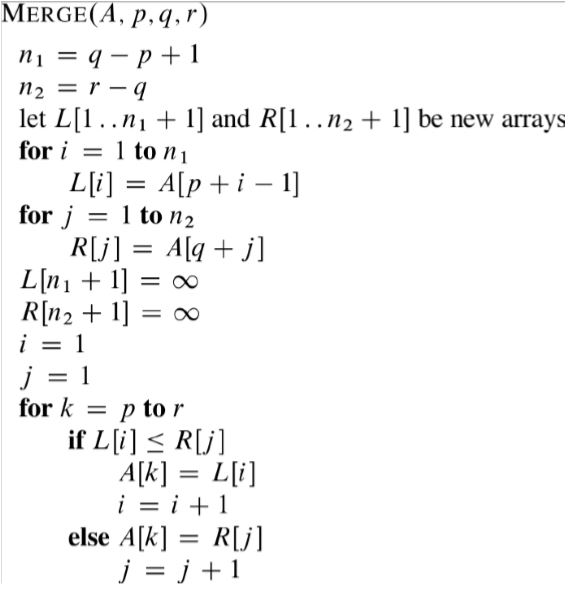 MERGE(A, p, q, r)
n₁ = q − p + 1
n₂ = r − q
let L[1 . . n₁ + 1] and R[1 . . n₂ + 1] be new arrays
for i = 1 to n₁
L[i] = A[p + i − 1]
for j = 1 to n₂
R[j] = A[q + j]
L[n₁ + 1] = ∞
R[n₂ + 1] = ∞
i = 1
j = 1
for k = p to r
if L[i] ≤ R[j]
A[k] = L[i]
i = i + 1
else A[k] = R[j]
j = j + 1